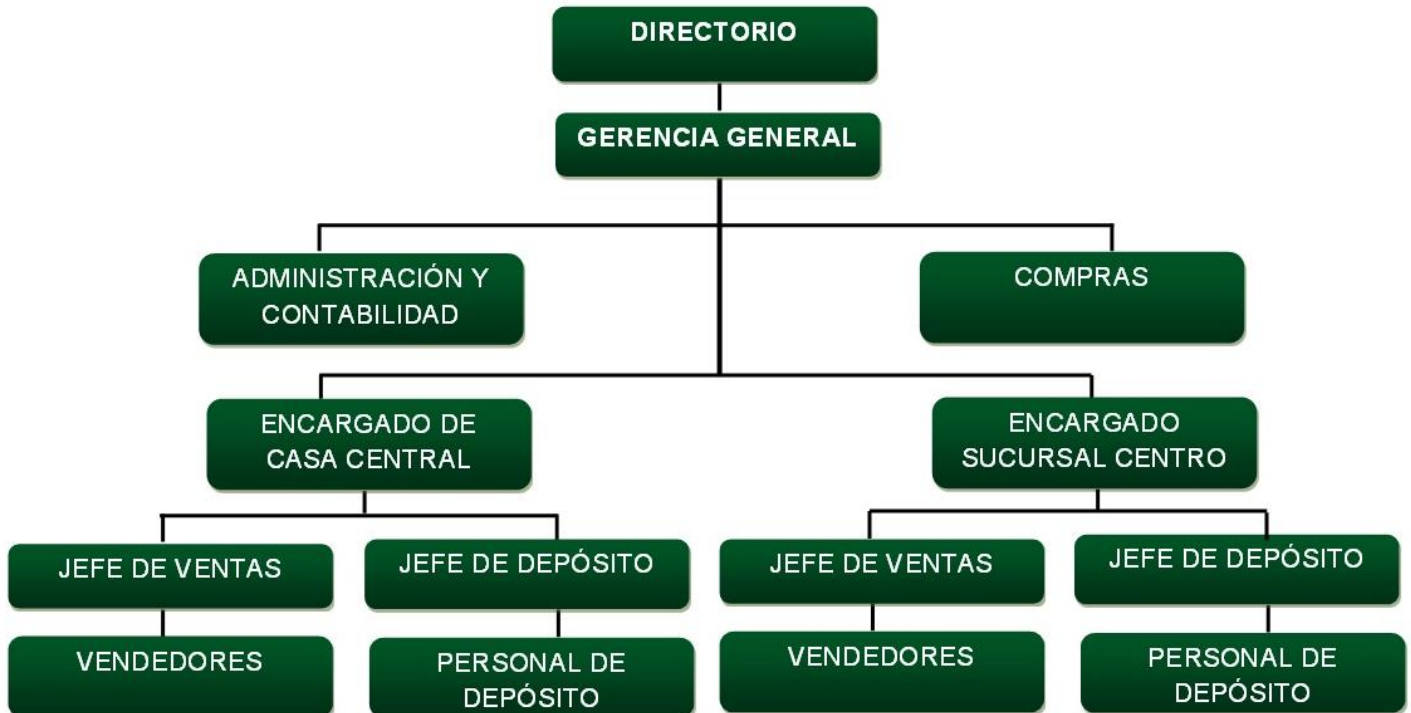 DIRECTORIO
GERENCIA GENERAL
ADMINISTRACIÓN Y
CONTABILIDAD
COMPRAS
ENCARGADO DE
CASA CENTRAL
ENCARGADO
SUCURSAL CENTRO
JEFE DE VENTAS
JEFE DE DEPÓSITO
JEFE DE VENTAS
JEFE DE DEPÓSITO
VENDEDORES
PERSONAL DE
DEPÓSITO
VENDEDORES
PERSONAL DE
DEPÓSITO